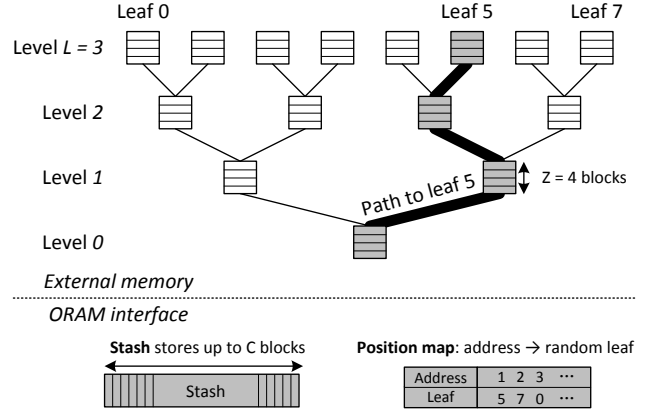 Leaf 0 Leaf 5 Leaf 7
Level L = 3
Level 2
Level 1
Z = 4 blocks
Path to leaf 5
Level 0
External memory
ORAM interface
Stash stores up to C blocks
Stash
Position map: address → random leaf
Address 1 2 3 ···
Leaf 5 7 0 ···